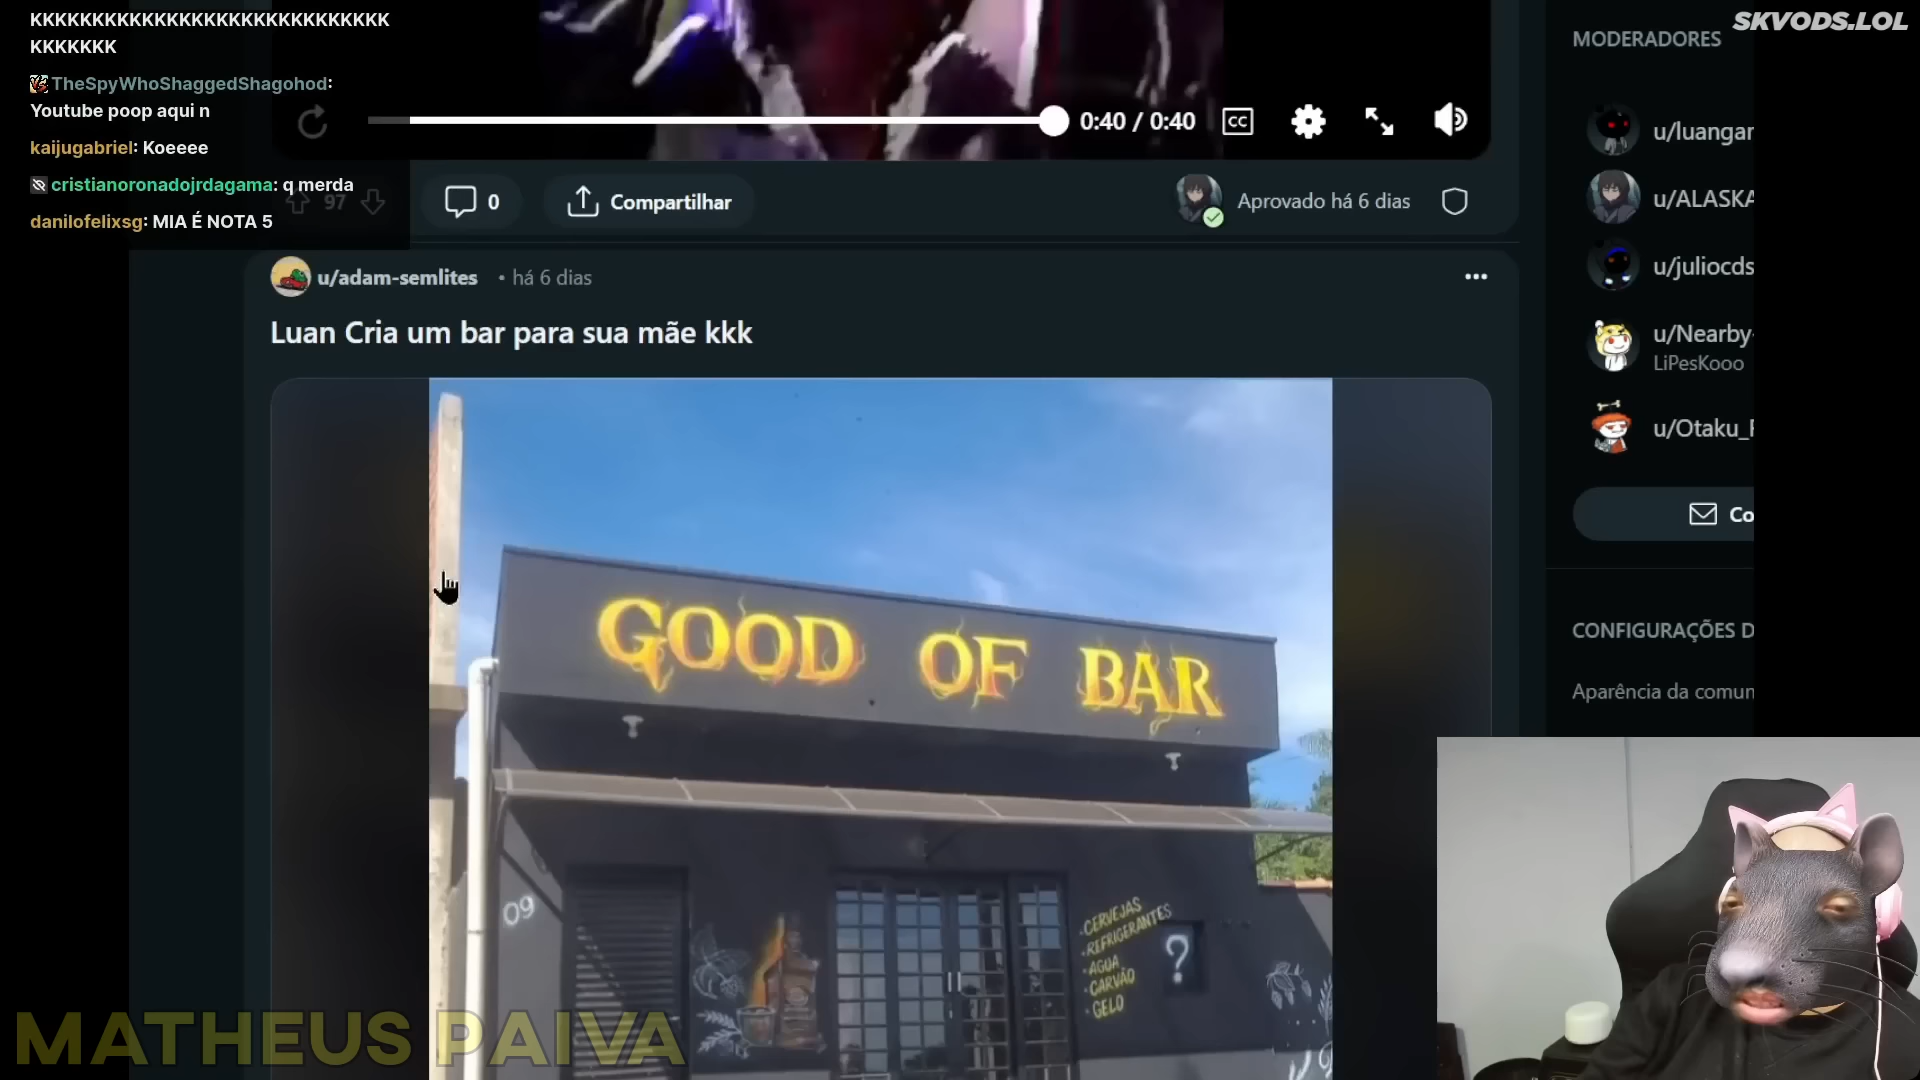 KKKKKKKKKKKKKKKKKKKKKKKKKKKKK
KKKKKKK
TheSpyWhoShaggedShagohod:
Youtube poop aqui n
kaijugabriel: Koeeee
cristianoronadojrdagama: q merda
danilofelixsg: MIA É NOTA 5
0:40 / 0:40
CC
97
0
Compartilhar
Aprovado há 6 dias
u/adam-semlites • há 6 dias
Luan Cria um bar para sua mãe kkk
GOOD OF BAR
09
• CERVEJAS
• REFRIGERANTES
• AGUA
• CARVÃO
• GELO
?
SKVODS.LOL
MODERADORES
u/luangar
u/ALASKA
u/juliocds
u/Nearby-
LiPesKooo
u/Otaku_F
Co
CONFIGURAÇÕES D
Aparência da comun
MATHEUS PAIVA